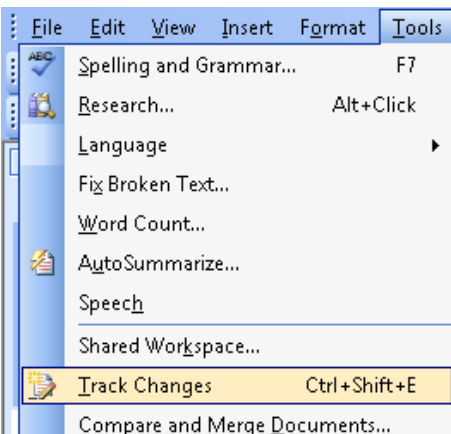 File Edit View Insert Format Tools
ABC Spelling and Grammar... F7
Research... Alt+Click
Language
Fix Broken Text...
Word Count...
AutoSummarize...
Speech
Shared Workspace...
Track Changes Ctrl+Shift+E
Compare and Merge Documents...